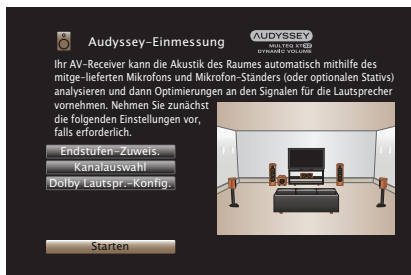 Audyssey-Einmessung
AUDYSSEY
MULTEQ XT32
DYNAMIC VOLUME
Ihr AV-Receiver kann die Akustik des Raumes automatisch mithilfe des
mitge-lieferten Mikrofons und Mikrofon-Ständers (oder optionalen Stativs)
analysieren und dann Optimierungen an den Signalen für die Lautsprecher
vornehmen. Nehmen Sie zunächst
die folgenden Einstellungen vor,
falls erforderlich.
Endstufen-Zuweis.
Kanalauswahl
Dolby Lautspr.-Konfig.
Starten